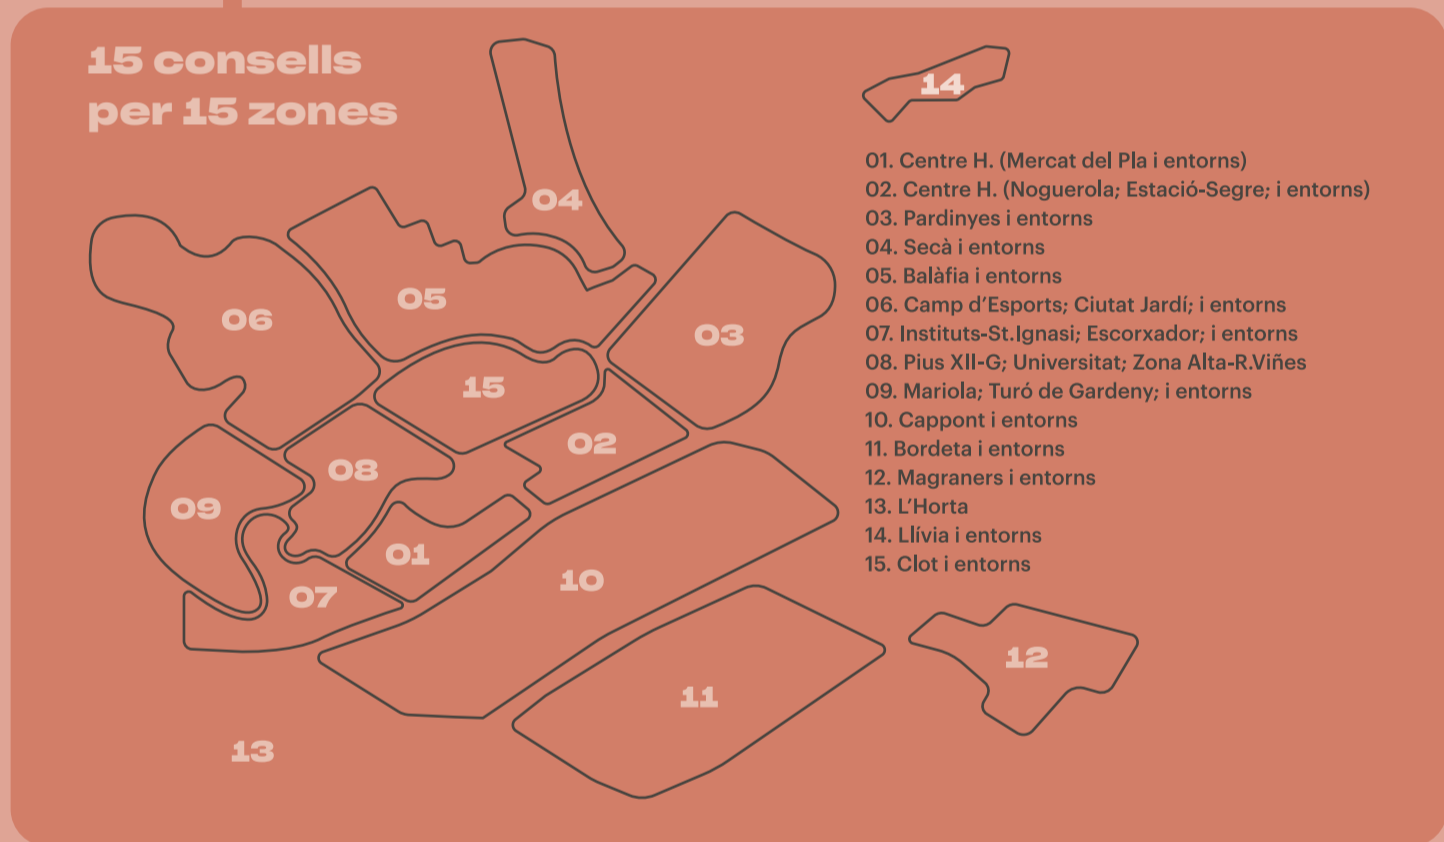 15 consells
per 15 zones
14
01. Centre H. (Mercat del Pla i entorns)
02. Centre H. (Noguerola; Estació-Segre; i entorns)
03. Pardinyes i entorns
04. Secà i entorns
05. Balàfia i entorns
06. Camp d'Esports; Ciutat Jardí; i entorns
07. Instituts-St.Ignasi; Escorxador; i entorns
08. Pius XII-G; Universitat; Zona Alta-R.Viñes
09. Mariola; Turó de Gardeny; i entorns
10. Cappont i entorns
11. Bordeta i entorns
12. Magraners i entorns
13. L'Horta
14. Llívia i entorns
15. Clot i entorns
04
05
06
03
15
02
08
09
01
10
07
12
11
13